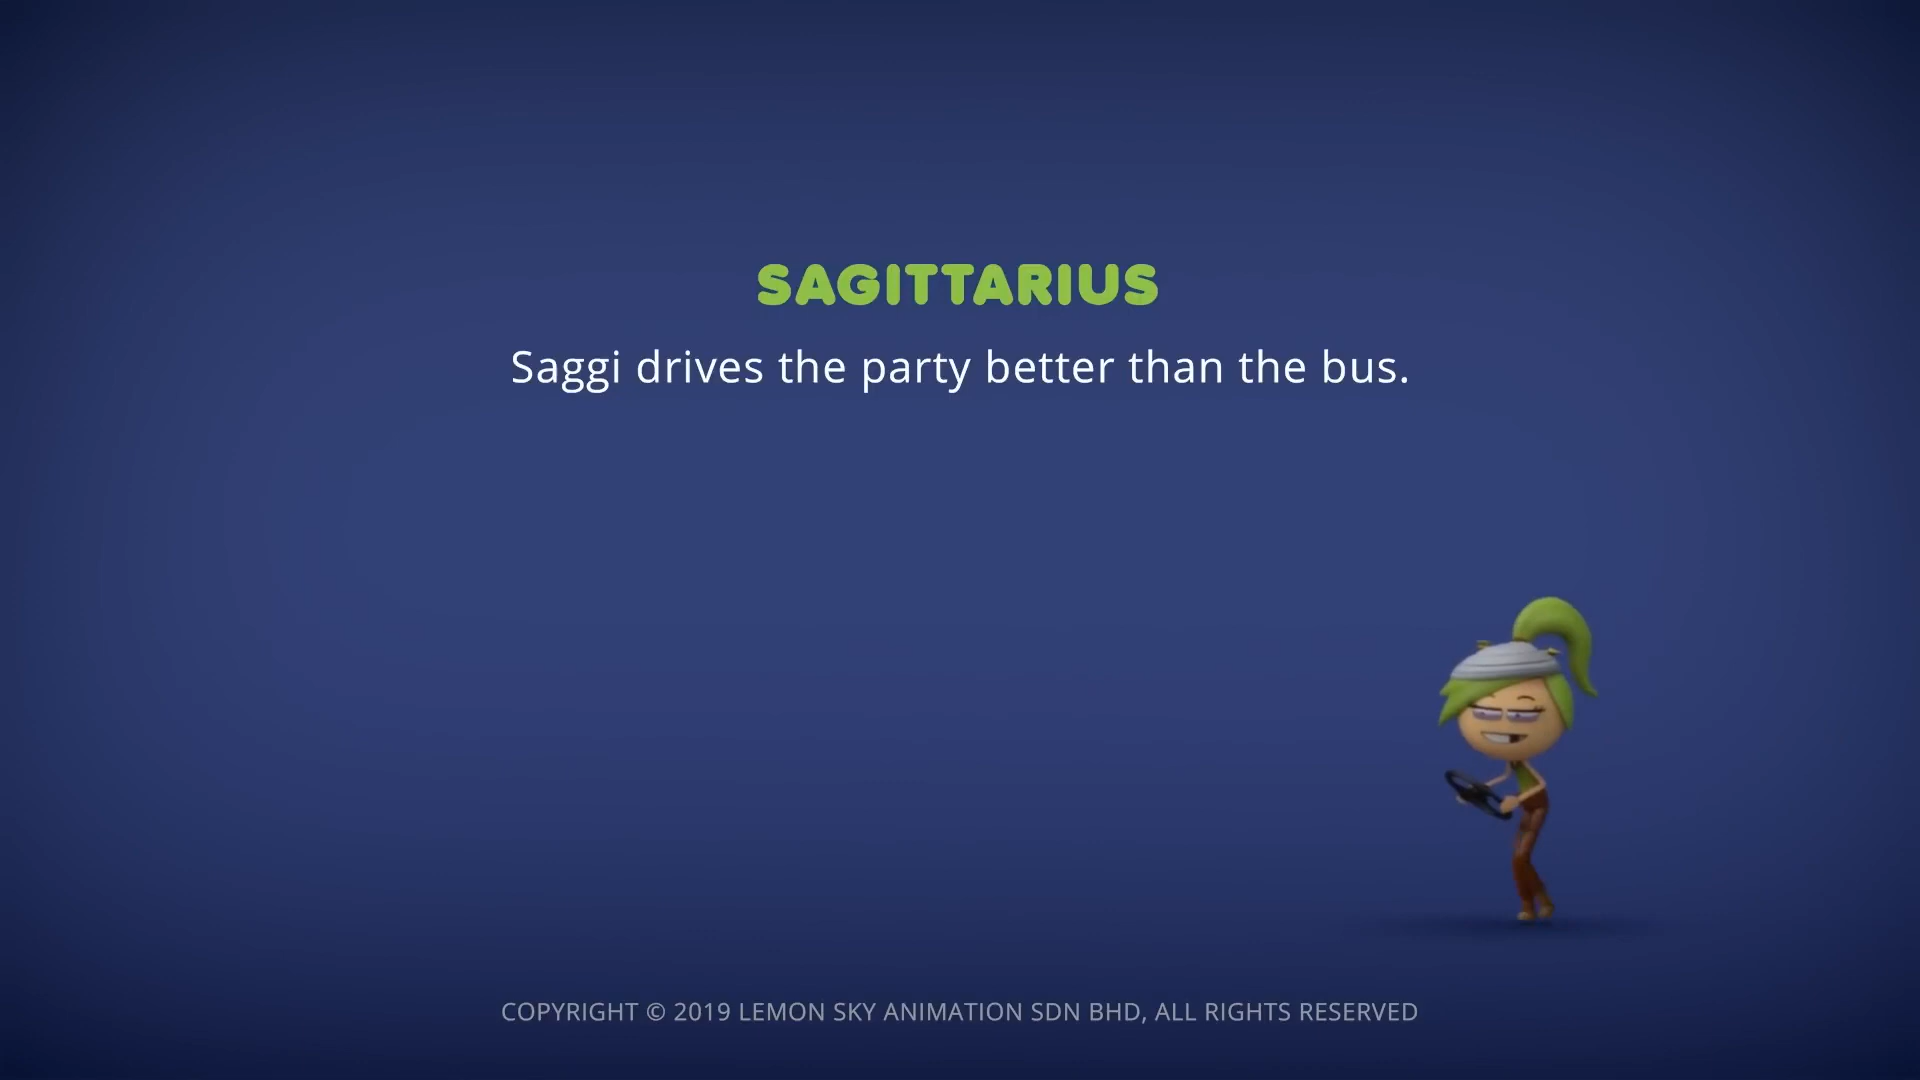 SAGITTARIUS
Saggi drives the party better than the bus.
COPYRIGHT © 2019 LEMON SKY ANIMATION SDN BHD, ALL RIGHTS RESERVED